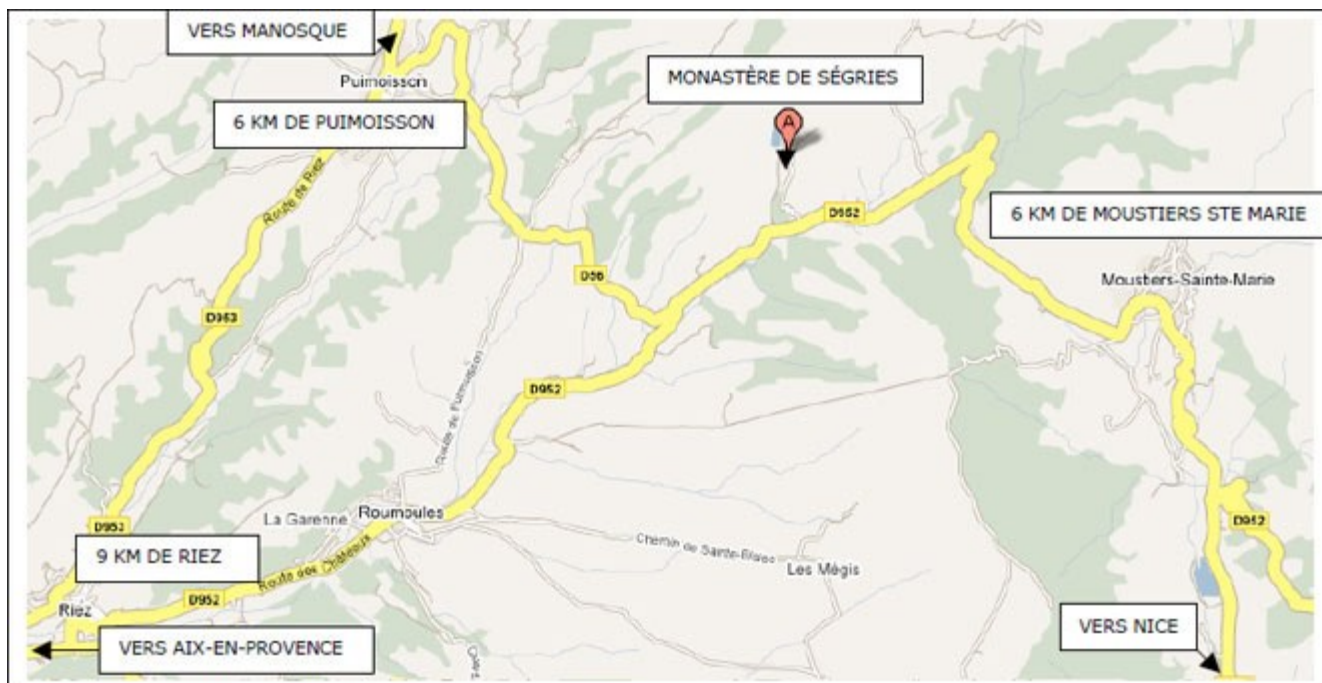 VERS MANOSQUE
Puimoisson
MONASTÈRE DE SÉGRIES
A
6 KM DE PUIMOISSON
Route de Riez
D952
6 KM DE MOUSTIERS STE MARIE
Moustiers-Sainte-Marie
D56
D953
D952
Route de Puimoisson
La Garenne
Roumoules
D953
D952
9 KM DE RIEZ
Route des Châteaux
Chemin de Sainte-Blaise
Les Mégis
Riez
D952
VERS NICE
VERS AIX-EN-PROVENCE